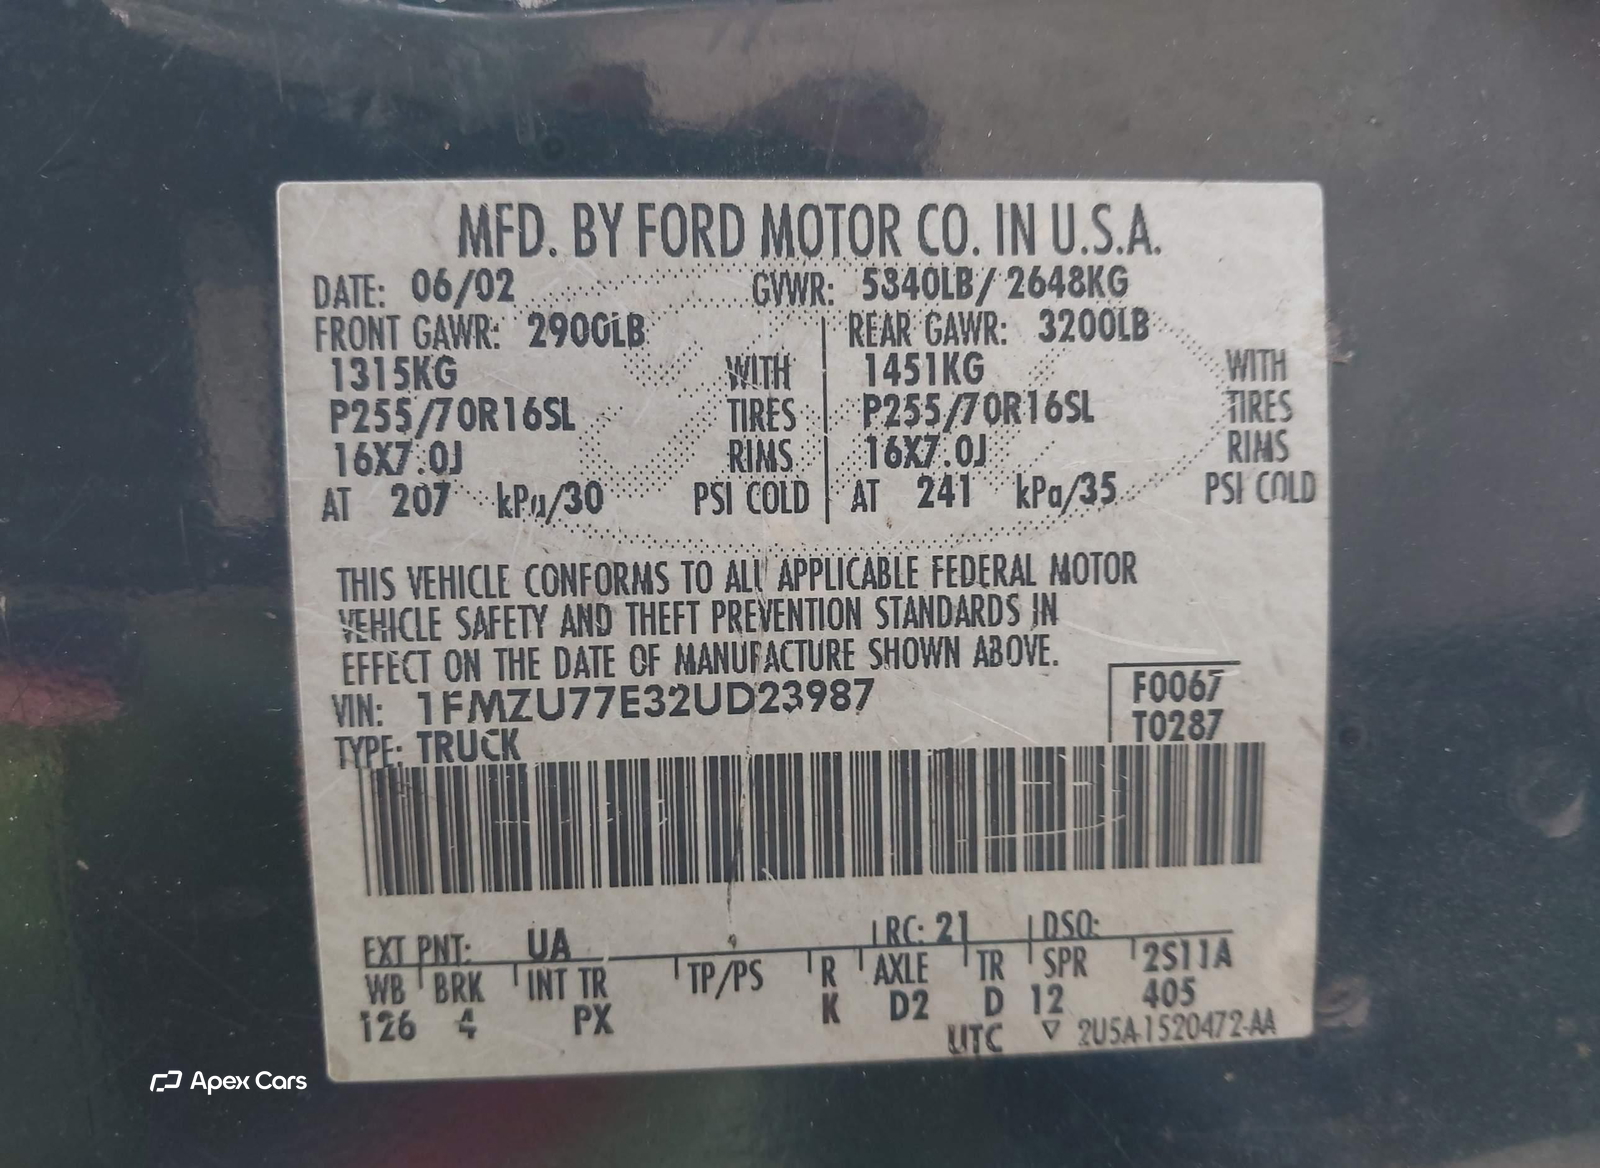 MFD. BY FORD MOTOR CO. IN U.S.A.
DATE: 06/02 GVWR: 5340LB/ 2648KG
FRONT GAWR: 2900LB REAR GAWR: 3200LB
1315KG WITH 1451KG WITH
P255/70R16SL TIRES P255/70R16SL TIRES
16X7.0J RIMS 16X7.0J RIMS
AT 207 kPa/30 PSI COLD AT 241 kPa/35 PSI COLD
THIS VEHICLE CONFORMS TO ALL APPLICABLE FEDERAL MOTOR
VEHICLE SAFETY AND THEFT PREVENTION STANDARDS IN
EFFECT ON THE DATE OF MANUFACTURE SHOWN ABOVE.
VIN: 1FMZU77E32UD23987 F0067
TYPE: TRUCK T0287
EXT PNT: UA RC: 21 DSO:
WB BRK INT TR TP/PS R AXLE TR SPR 2S11A
126 4 PX K D2 D 12 405
UTC ▽ 2U5A-1520472-AA
Apex Cars